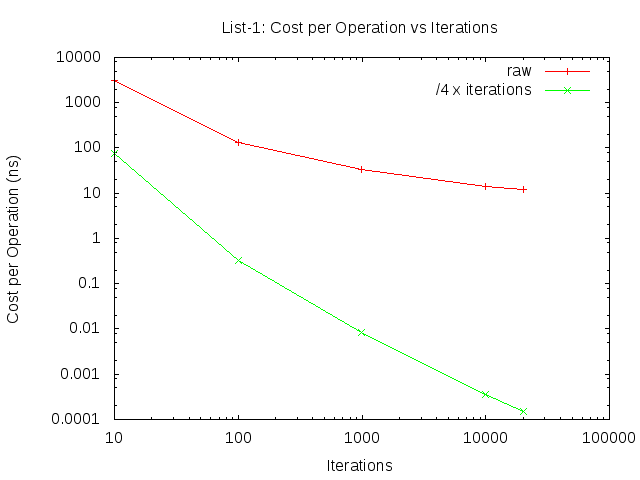 List-1: Cost per Operation vs Iterations
raw
/4 x iterations
10000
1000
100
10
1
0.1
0.01
0.001
0.0001
Cost per Operation (ns)
10 100 1000 10000 100000
Iterations